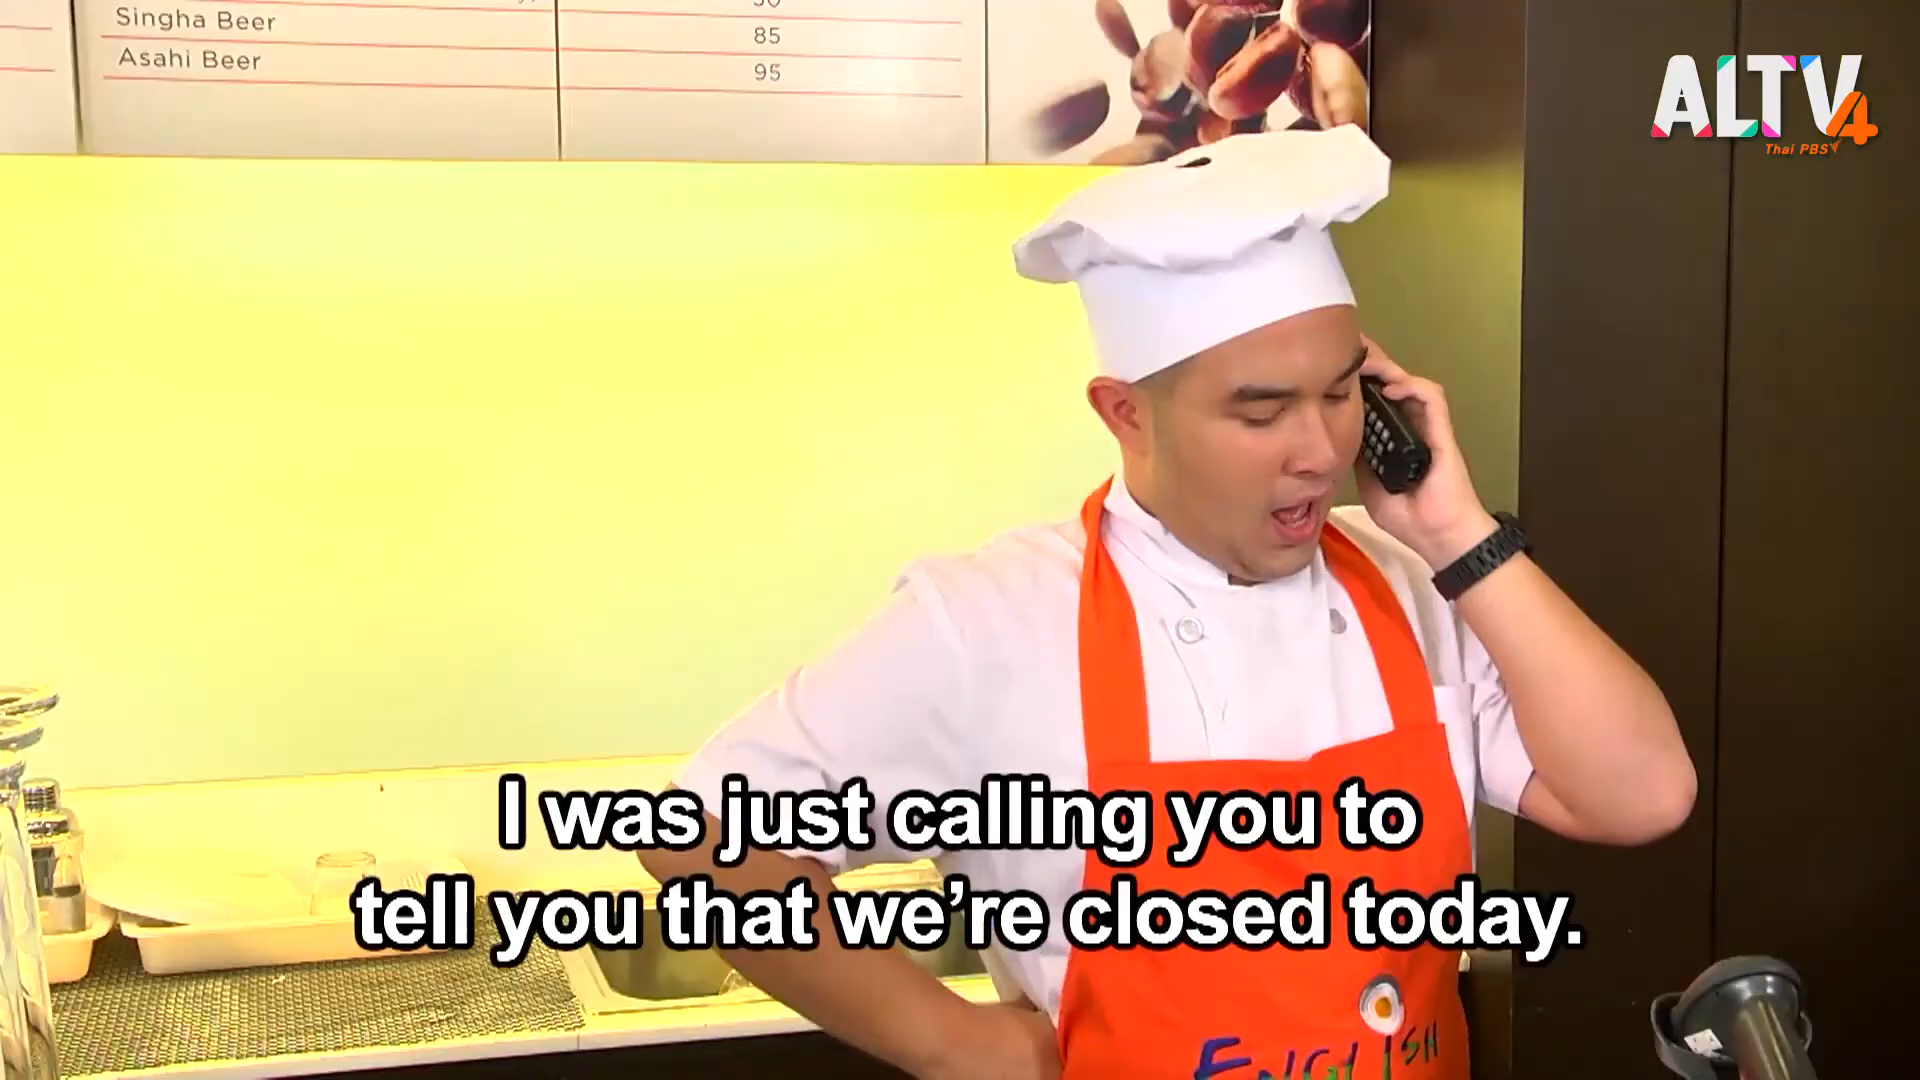 Singha Beer 85
Asahi Beer 95
ALTV4
Thai PBS
I was just calling you to
tell you that we're closed today.
ENGLISH